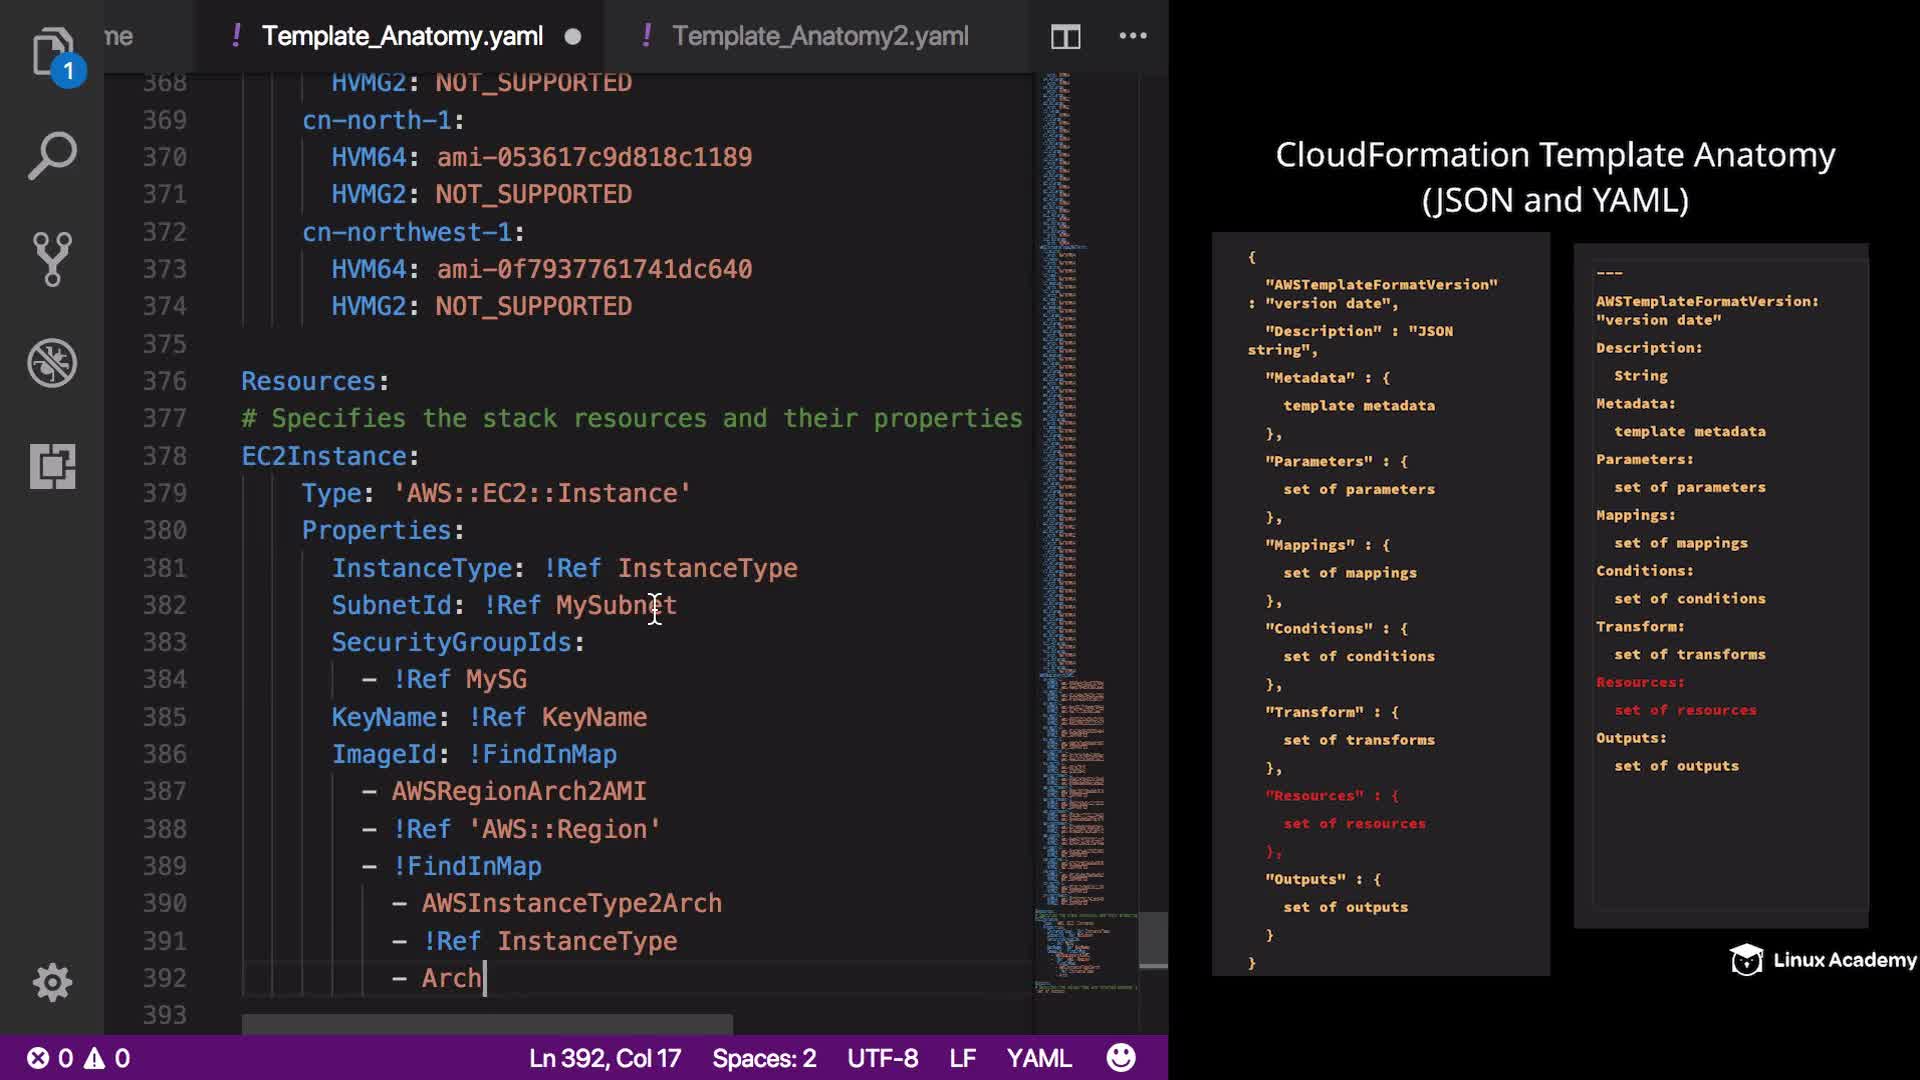 me
! Template_Anatomy.yaml
! Template_Anatomy2.yaml
1
368 HVMG2: NOT_SUPPORTED
369 cn-north-1:
370 HVM64: ami-053617c9d818c1189
371 HVMG2: NOT_SUPPORTED
372 cn-northwest-1:
373 HVM64: ami-0f7937761741dc640
374 HVMG2: NOT_SUPPORTED
375
376 Resources:
377 # Specifies the stack resources and their properties
378 EC2Instance:
379 Type: 'AWS::EC2::Instance'
380 Properties:
381 InstanceType: !Ref InstanceType
382 SubnetId: !Ref MySubnet
383 SecurityGroupIds:
384 - !Ref MySG
385 KeyName: !Ref KeyName
386 ImageId: !FindInMap
387 - AWSRegionArch2AMI
388 - !Ref 'AWS::Region'
389 - !FindInMap
390 - AWSInstanceType2Arch
391 - !Ref InstanceType
392 - Arch
393
0 0 Ln 392, Col 17 Spaces: 2 UTF-8 LF YAML
CloudFormation Template Anatomy
(JSON and YAML)
{
"AWSTemplateFormatVersion"
: "version date",
"Description" : "JSON
string",
"Metadata" : {
template metadata
},
"Parameters" : {
set of parameters
},
"Mappings" : {
set of mappings
},
"Conditions" : {
set of conditions
},
"Transform" : {
set of transforms
},
"Resources" : {
set of resources
},
"Outputs" : {
set of outputs
}
}
---
AWSTemplateFormatVersion:
"version date"
Description:
String
Metadata:
template metadata
Parameters:
set of parameters
Mappings:
set of mappings
Conditions:
set of conditions
Transform:
set of transforms
Resources:
set of resources
Outputs:
set of outputs
Linux Academy